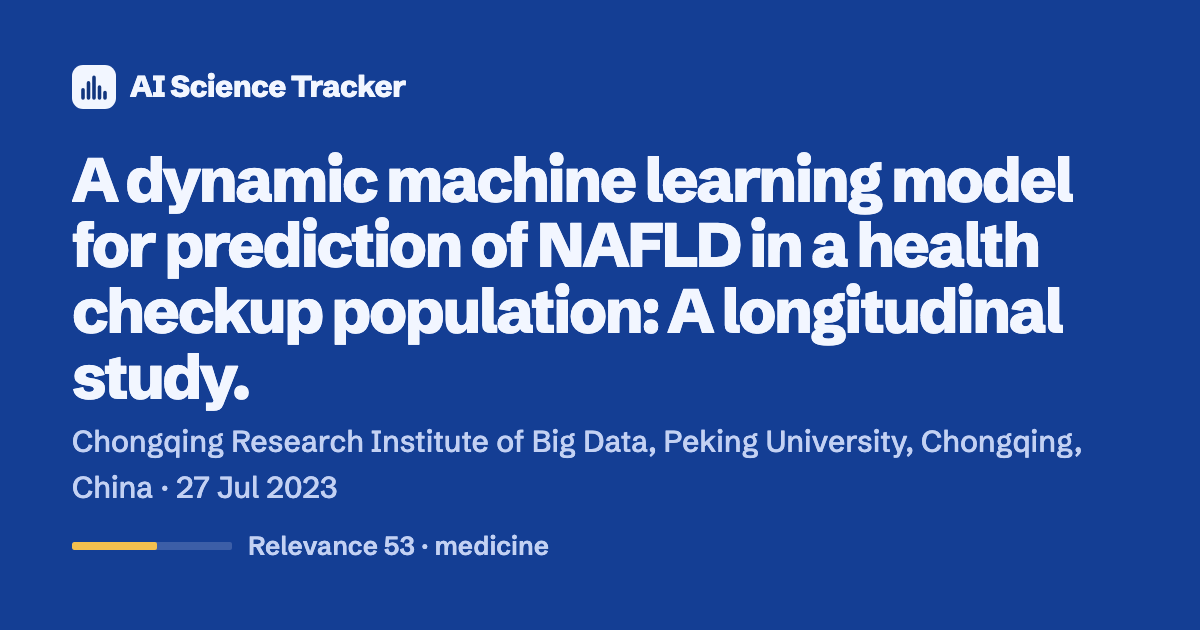 AI Science Tracker
A dynamic machine learning model
for prediction of NAFLD in a health
checkup population: A longitudinal
study.
Chongqing Research Institute of Big Data, Peking University, Chongqing,
China · 27 Jul 2023
Relevance 53 · medicine